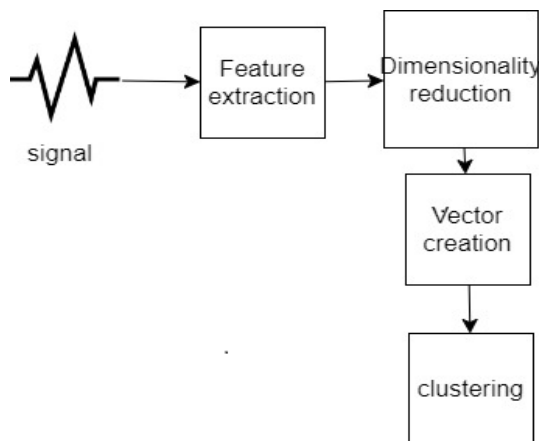 signal
Feature
extraction
Dimensionality
reduction
Vector
creation
clustering